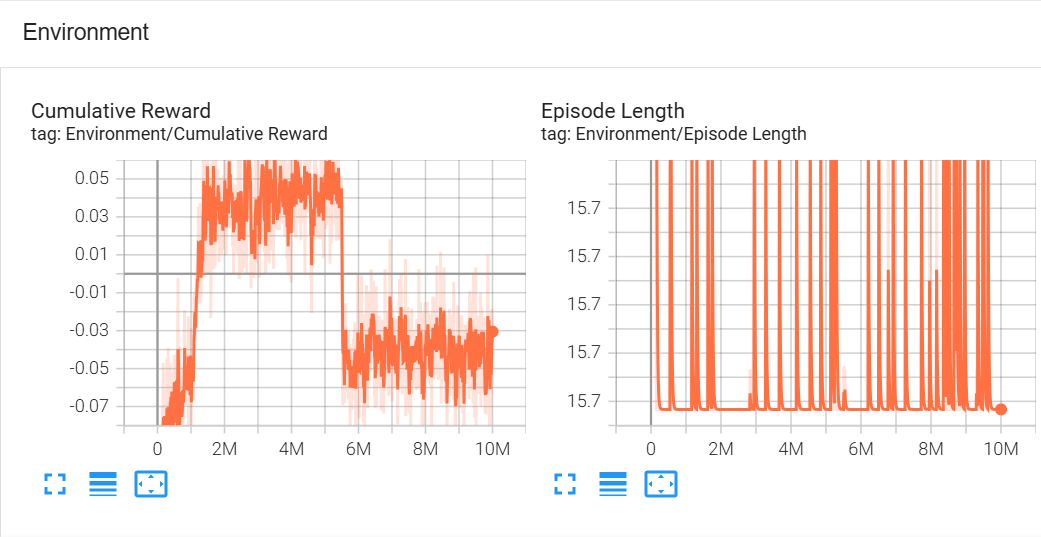 Environment
Cumulative Reward
tag: Environment/Cumulative Reward
0.05
0.03
0.01
-0.01
-0.03
-0.05
-0.07
0 2M 4M 6M 8M 10M
Episode Length
tag: Environment/Episode Length
15.7
15.7
15.7
15.7
15.7
0 2M 4M 6M 8M 10M